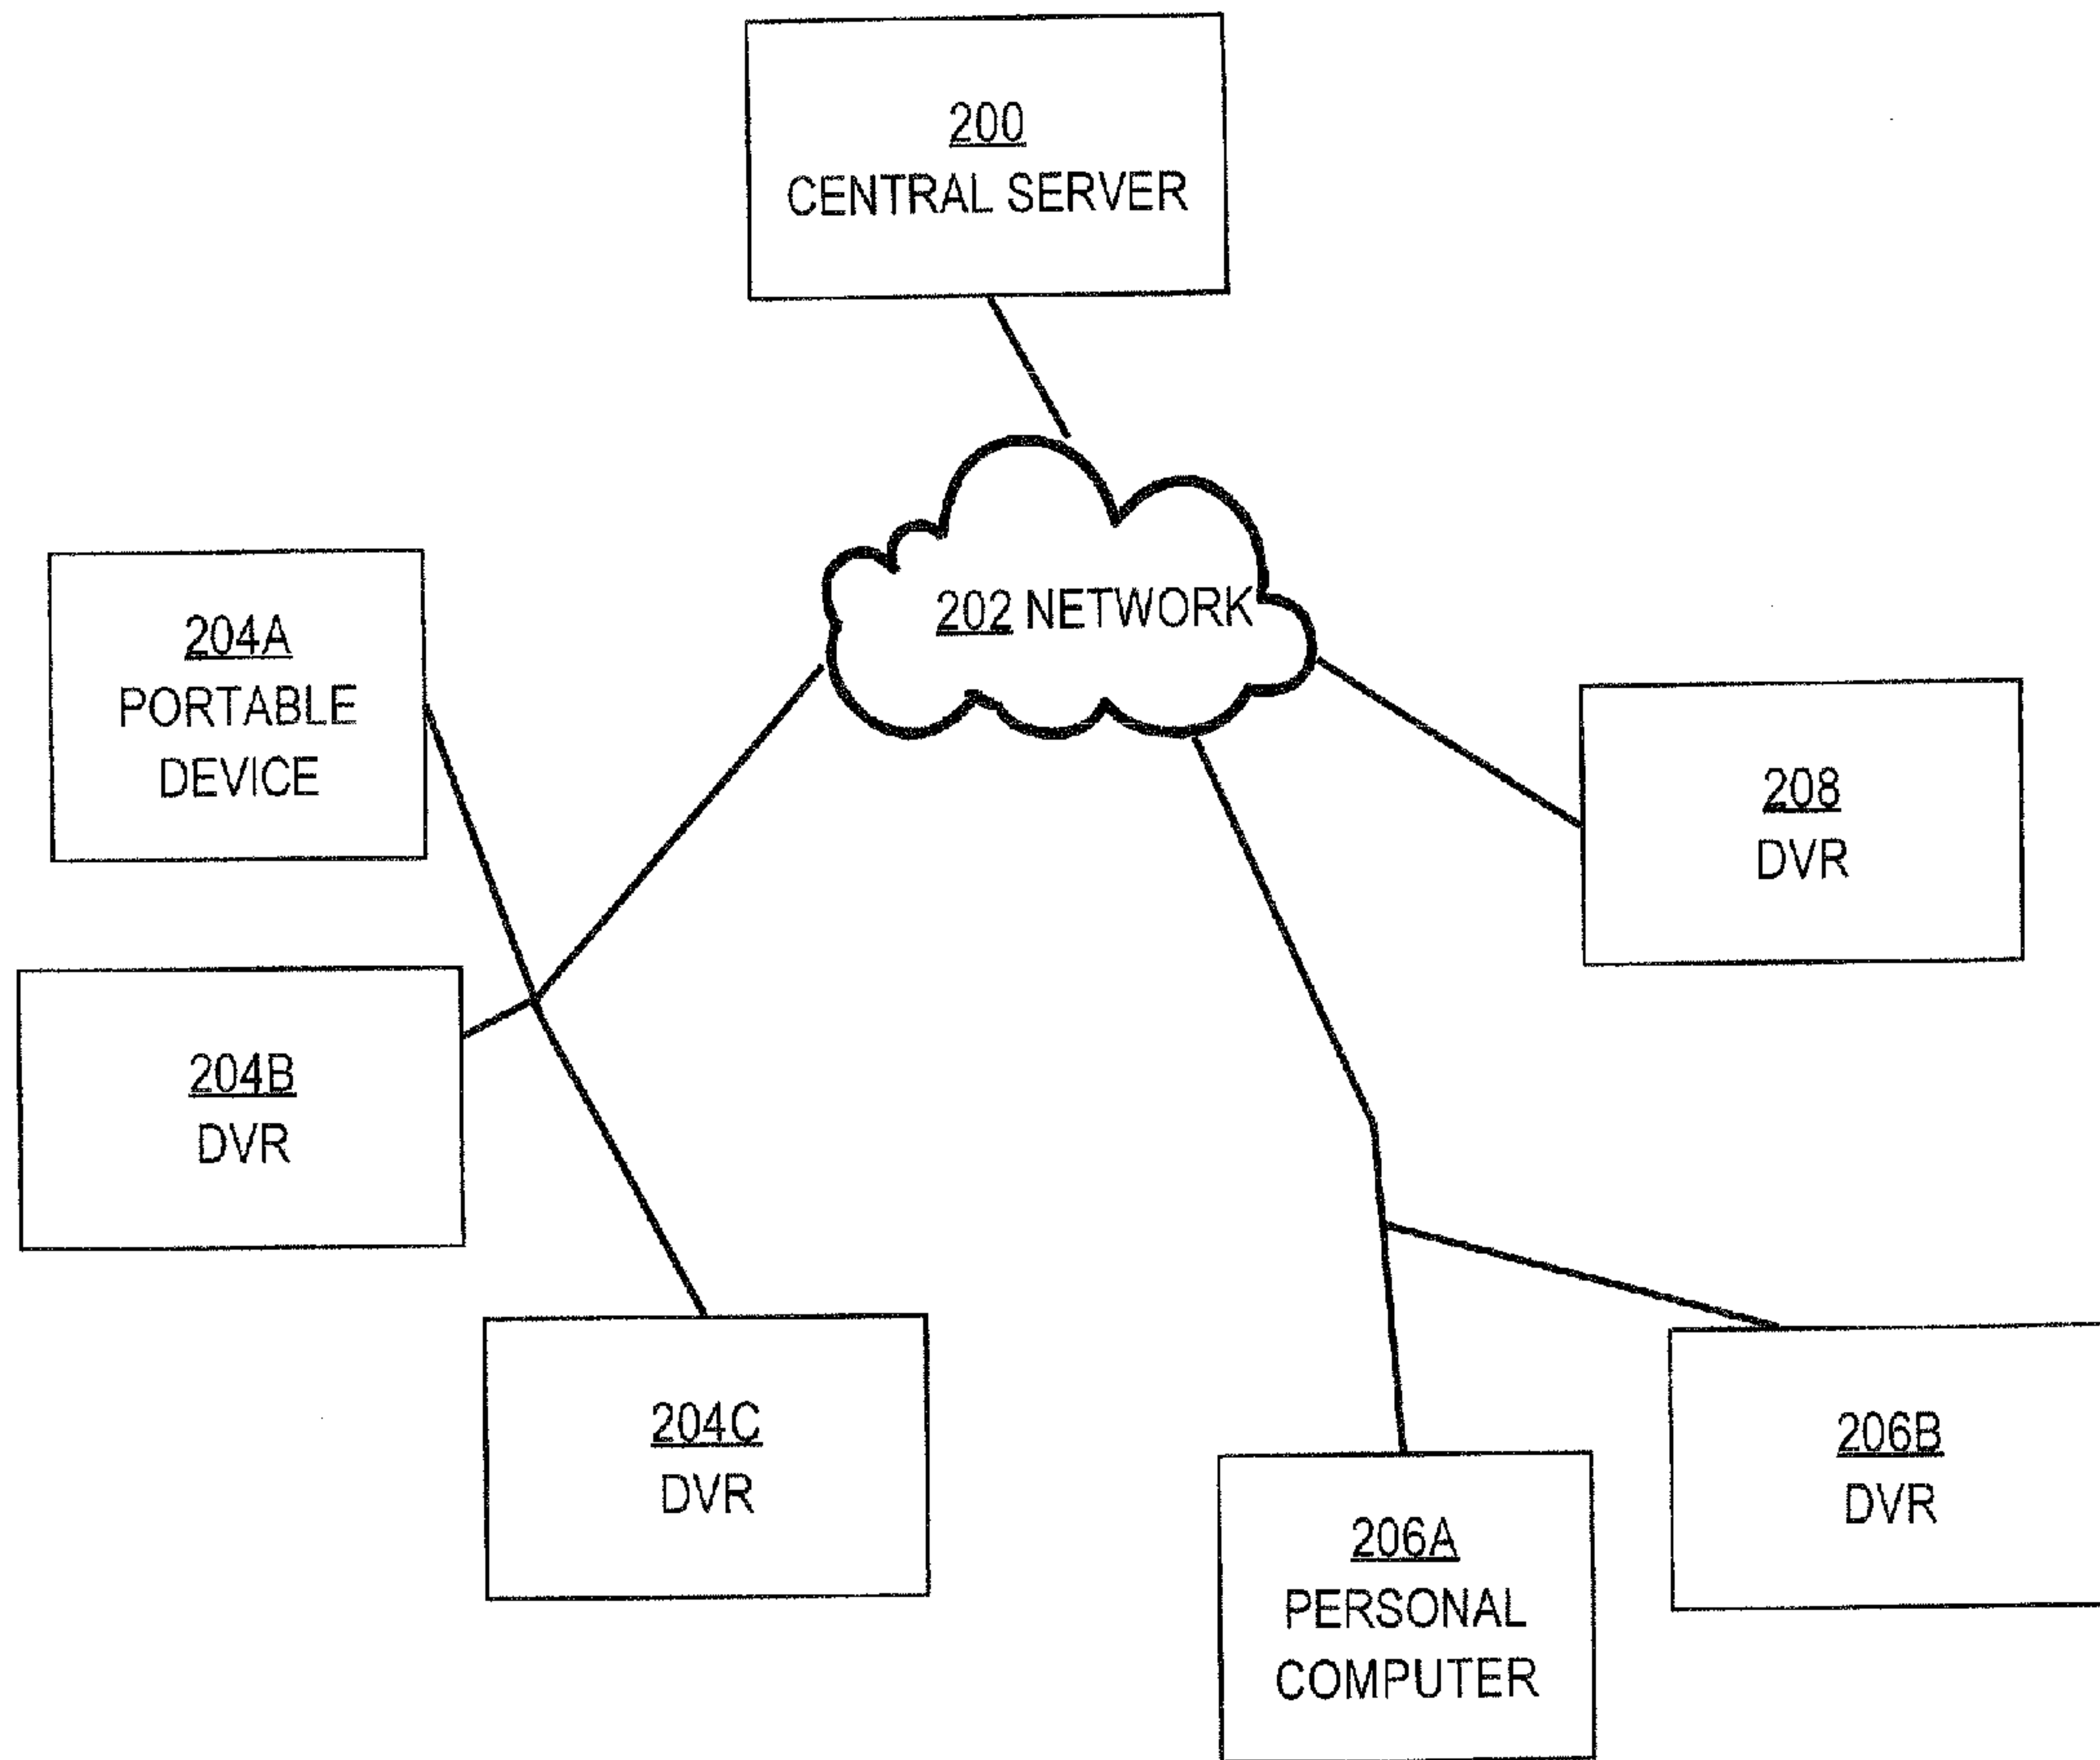 200
CENTRAL SERVER
202 NETWORK
204A
PORTABLE
DEVICE
208
DVR
204B
DVR
204C
DVR
206A
PERSONAL
COMPUTER
206B
DVR